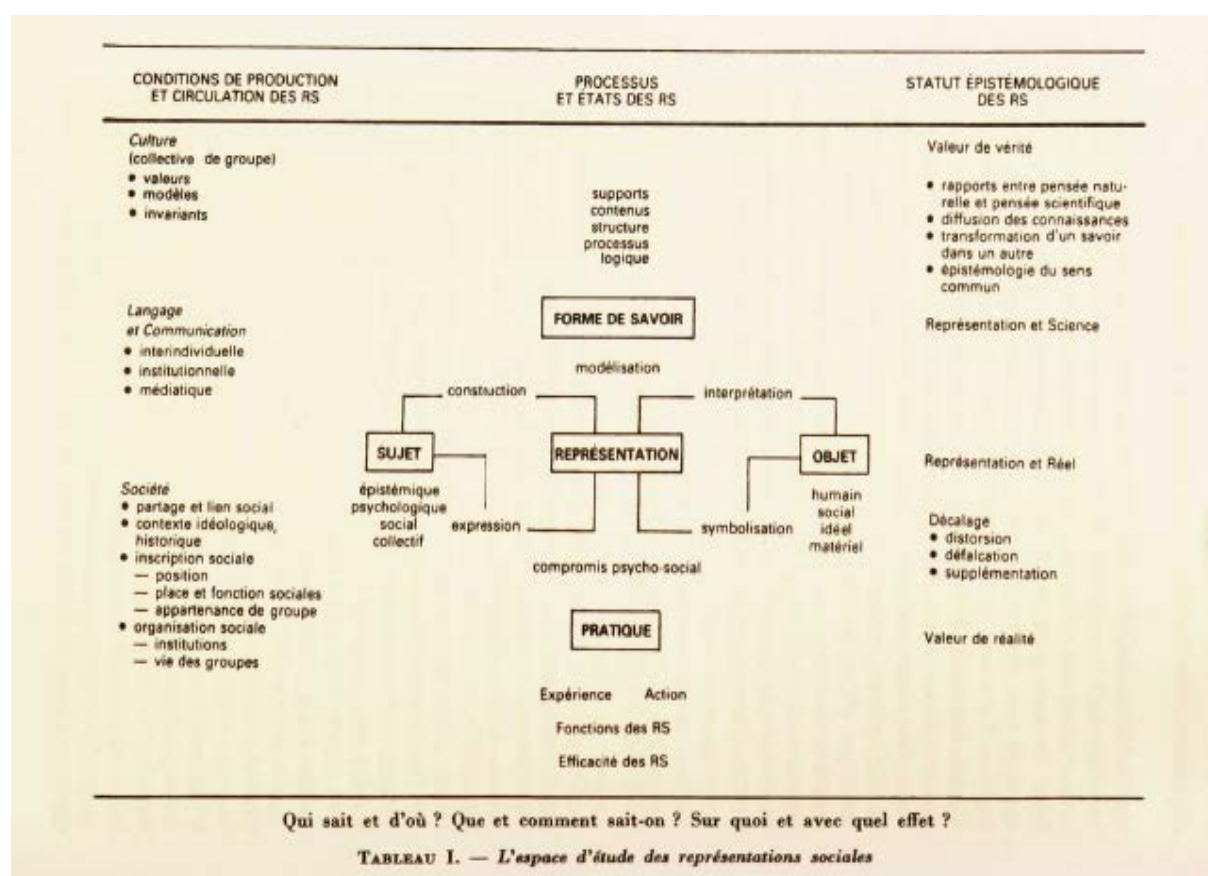 CONDITIONS DE PRODUCTION
ET CIRCULATION DES RS
PROCESSUS
ET ÉTATS DES RS
STATUT ÉPISTÉMOLOGIQUE
DES RS
Culture
(collective de groupe)
• valeurs
• modèles
• invariants
Langage
et Communication
• interindividuelle
• institutionnelle
• médiatique
Société
• partage et lien social
• contexte idéologique,
historique
• inscription sociale
— position
— place et fonction sociales
— appartenance de groupe
• organisation sociale
— institutions
— vie des groupes
supports
contenus
structure
processus
logique
FORME DE SAVOIR
modélisation
construction
interprétation
SUJET
REPRÉSENTATION
OBJET
épistémique
psychologique
social
collectif
expression
symbolisation
humain
social
idéel
matériel
compromis psycho-social
PRATIQUE
Expérience Action
Fonctions des RS
Efficacité des RS
Valeur de vérité
• rapports entre pensée natu-
relle et pensée scientifique
• diffusion des connaissances
• transformation d'un savoir
dans un autre
• épistémologie du sens
commun
Représentation et Science
Représentation et Réel
Décalage
• distorsion
• défalcation
• supplémentation
Valeur de réalité
Qui sait et d'où ? Que et comment sait-on ? Sur quoi et avec quel effet ?
TABLEAU I. — L'espace d'étude des représentations sociales